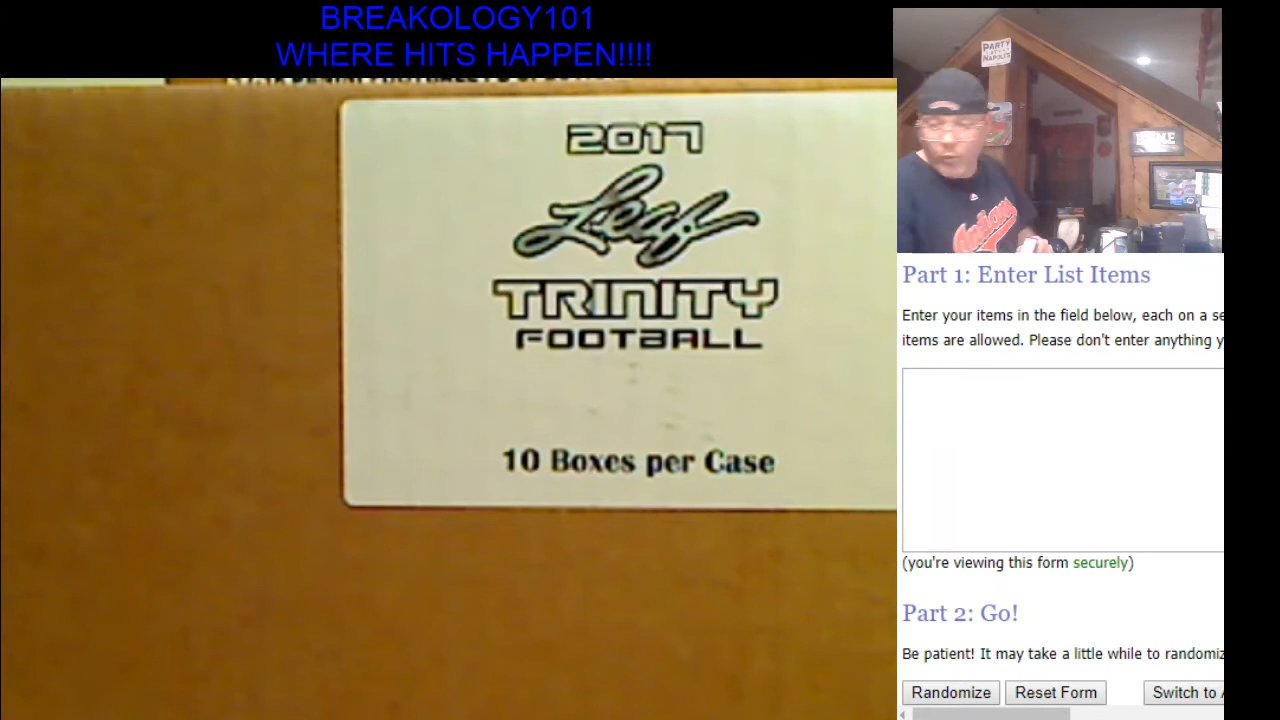 BREAKOLOGY101
WHERE HITS HAPPEN!!!!
2017
Leaf
TRINITY
FOOTBALL
10 Boxes per Case
PARTY
NAPOLI'S
Part 1: Enter List Items
Enter your items in the field below, each on a se
items are allowed. Please don't enter anything y
(you're viewing this form securely)
Part 2: Go!
Be patient! It may take a little while to randomiz
Randomize Reset Form Switch to A